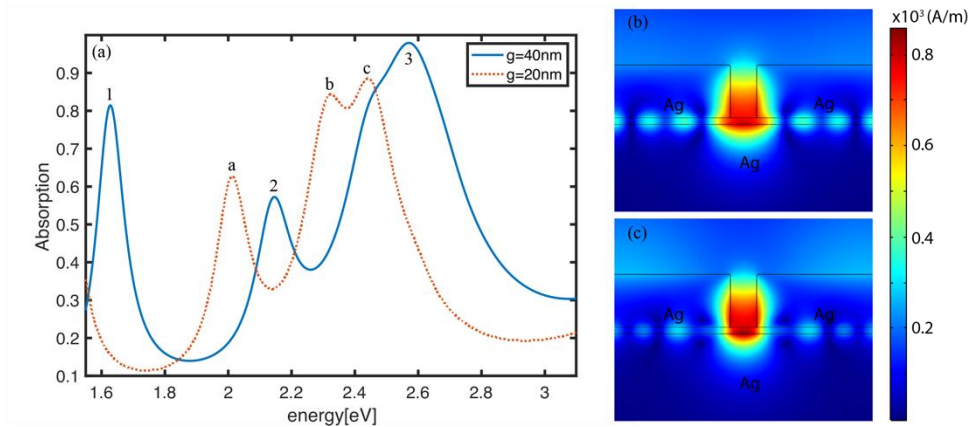 (a)
g=40nm
g=20nm
1
a
2
b
c
3
Absorption
0.9
0.8
0.7
0.6
0.5
0.4
0.3
0.2
0.1
1.6 1.8 2 2.2 2.4 2.6 2.8 3
energy[eV]
(b)
Ag Ag
Ag
(c)
Ag Ag
Ag
x10³ (A/m)
0.8
0.6
0.4
0.2